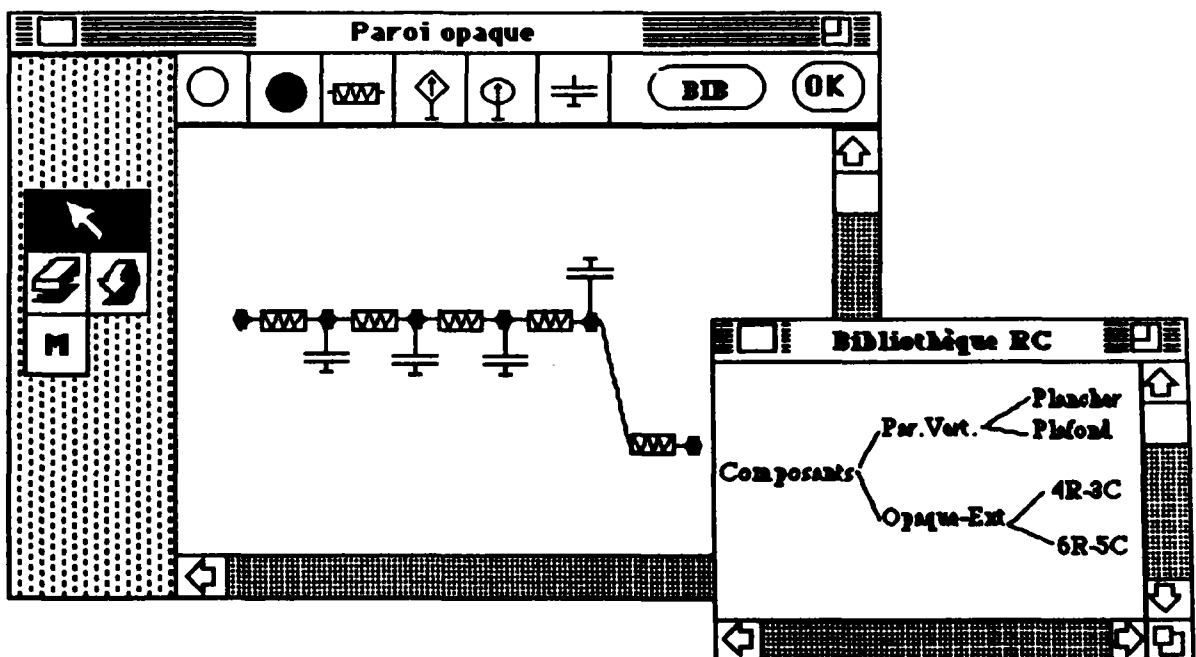 Paroi opaque
BIB OK
M
Bibliothèque RC
Plancher
Par.Vert. Plafond
Composants
4R-3C
Opaque-Ext
6R-5C